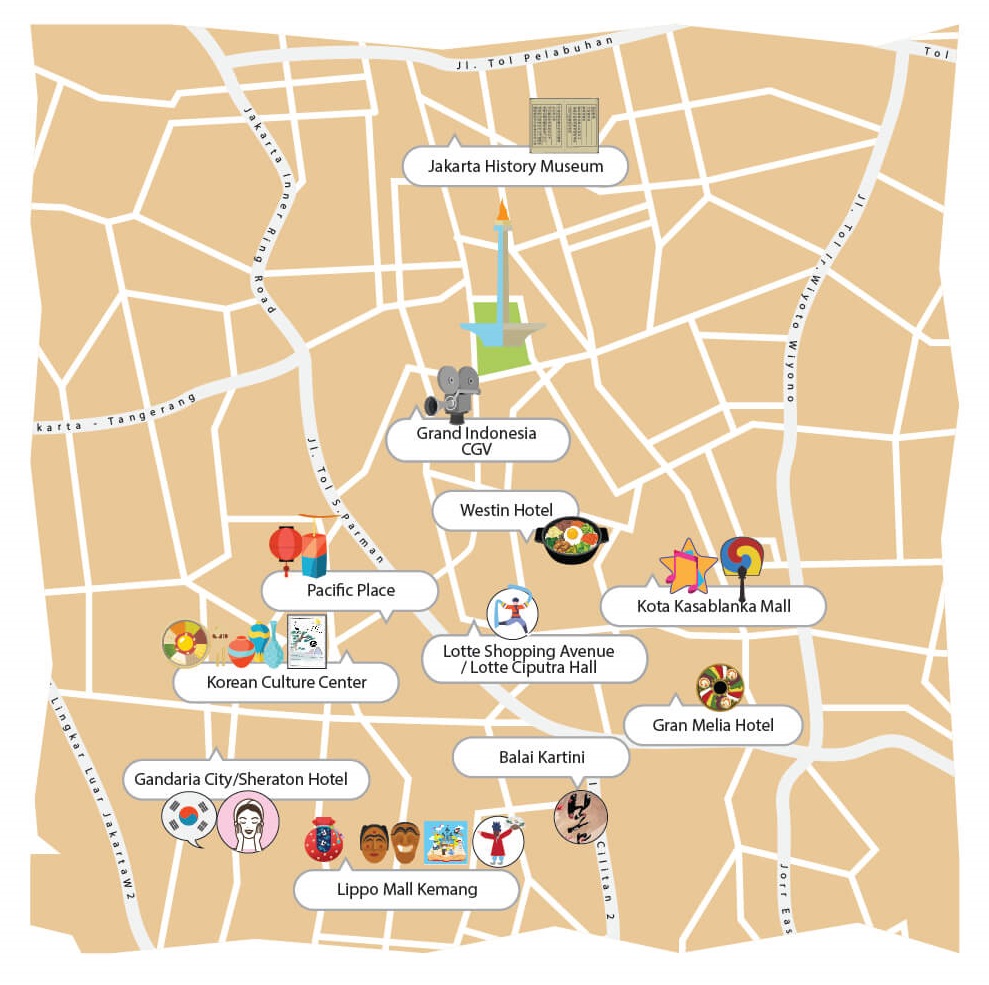 Jl. Tol Pelabuhan
Tol
Jakarta Inner Ring Road
Jakarta History Museum
Jl. Tol Ir. Wiyoto Wiyono
karta - Tangerang
Grand Indonesia
CGV
Jl. Tol S.Parman
Westin Hotel
Pacific Place
Kota Kasablanka Mall
Lotte Shopping Avenue
/ Lotte Ciputra Hall
Korean Culture Center
Gran Melia Hotel
Lingkar Luar JakartaW2
Balai Kartini
Gandaria City/Sheraton Hotel
Cilitan 2
Jorr Eas
Lippo Mall Kemang